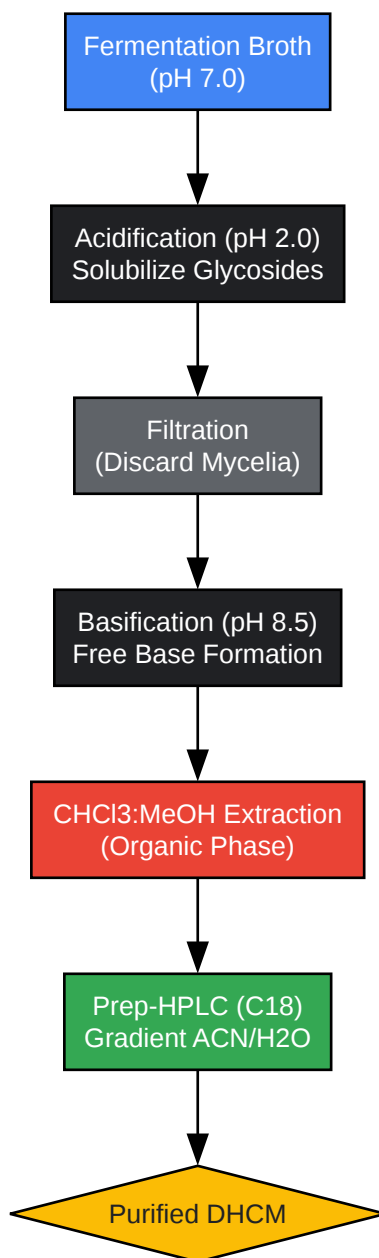 Fermentation Broth
(pH 7.0)
Acidification (pH 2.0)
Solubilize Glycosides
Filtration
(Discard Mycelia)
Basification (pH 8.5)
Free Base Formation
CHCl3:MeOH Extraction
(Organic Phase)
Prep-HPLC (C18)
Gradient ACN/H2O
Purified DHCM